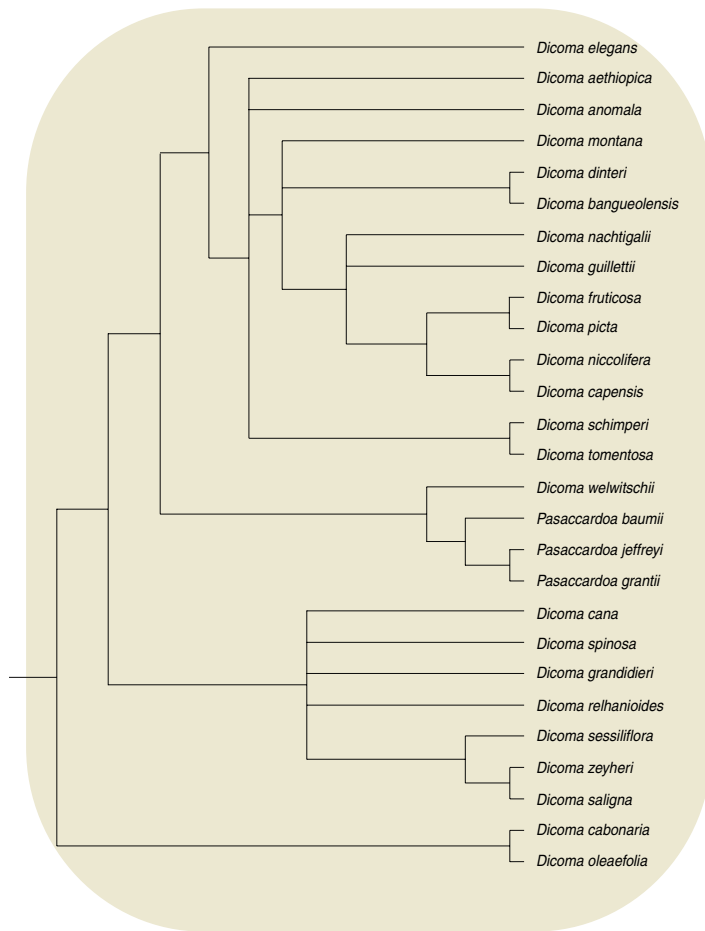 Dicoma elegans
Dicoma aethiopica
Dicoma anomala
Dicoma montana
Dicoma dinteri
Dicoma bangueolensis
Dicoma nachtigalii
Dicoma guillettii
Dicoma fruticosa
Dicoma picta
Dicoma niccolifera
Dicoma capensis
Dicoma schimperi
Dicoma tomentosa
Dicoma welwitschii
Pasaccardoa baumii
Pasaccardoa jeffreyi
Pasaccardoa grantii
Dicoma cana
Dicoma spinosa
Dicoma grandidieri
Dicoma relhanioides
Dicoma sessiliflora
Dicoma zeyheri
Dicoma saligna
Dicoma cabonaria
Dicoma oleaefolia